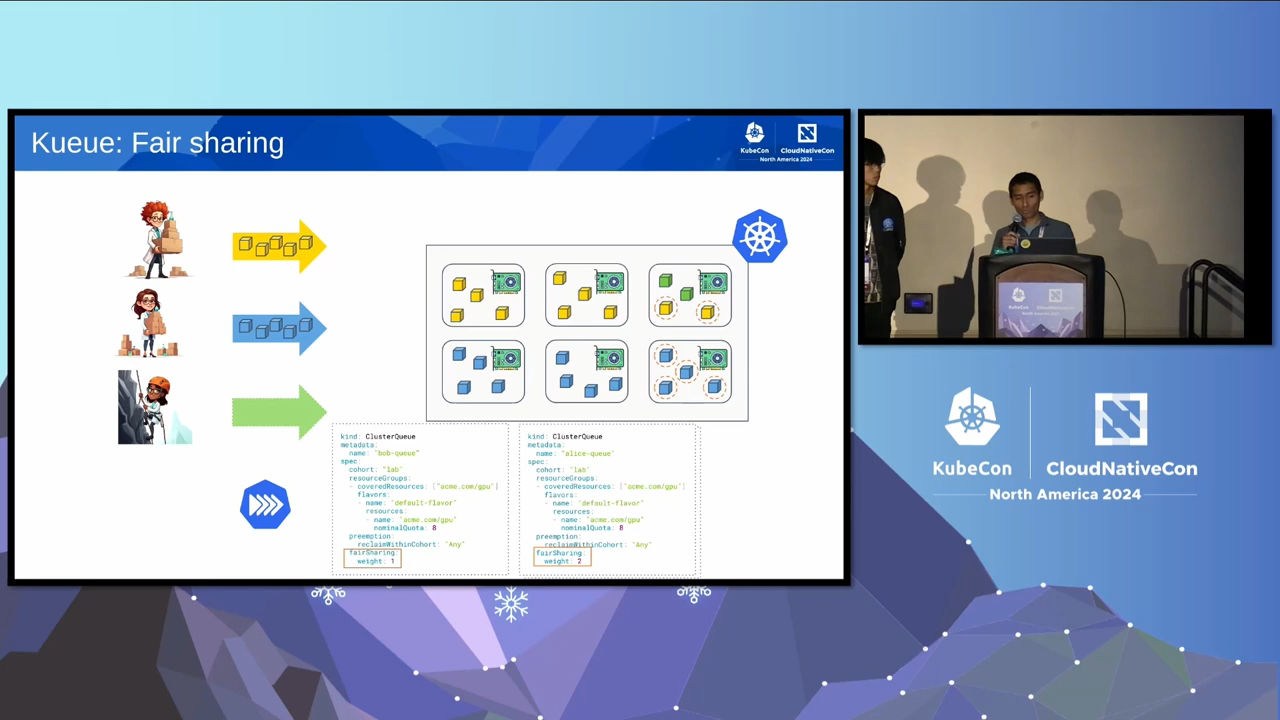 Kueue: Fair sharing
KubeCon
CloudNativeCon
North America 2024
kind: ClusterQueue
metadata:
name: "bob-queue"
spec:
cohort: "lab"
resourceGroups:
- coveredResources: ["acme.com/gpu"]
flavors:
- name: "default-flavor"
resources:
- name: "acme.com/gpu"
nominalQuota: 8
preemption:
reclaimWithinCohort: "Any"
fairSharing:
weight: 1
kind: ClusterQueue
metadata:
name: "alice-queue"
spec:
cohort: "lab"
resourceGroups:
- coveredResources: ["acme.com/gpu"]
flavors:
- name: "default-flavor"
resources:
- name: "acme.com/gpu"
nominalQuota: 8
preemption:
reclaimWithinCohort: "Any"
fairSharing:
weight: 2
KubeCon
CloudNativeCon
North America 2024